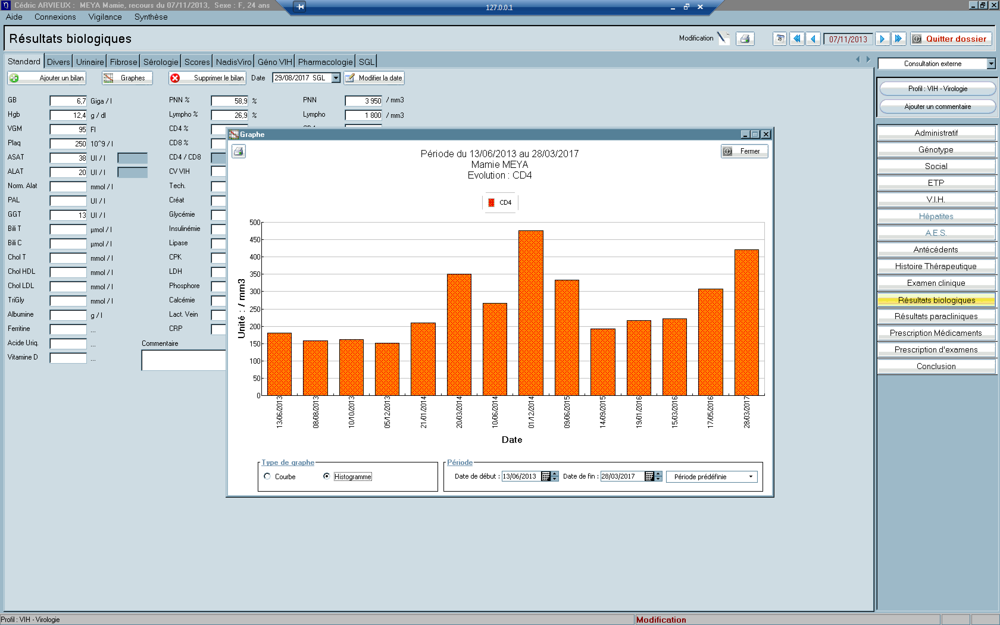 Cédric ARVIEUX : MEYA Mamie, recours du 07/11/2013, Sexe : F, 24 ans
127.0.0.1
Aide Connexions Vigilance Synthèse
Résultats biologiques
Modification
07/11/2013
Quitter dossier
Standard Divers Urinaire Fibrose Sérologie Scores NadisViro Géno VIH Pharmacologie SGL
Consultation externe
Ajouter un bilan Graphes Supprimer le bilan Date 29/08/2017 SGL Modifier la date
Profil : VIH - Virologie
Ajouter un commentaire
GB 6,7 Giga / l PNN % 58,9 % PNN 3 950 / mm3
Hgb 12,4 g / dl Lympho % 26,9 % Lympho 1 800 / mm3
VGM 95 Fl CD4 %
Plaq 250 10^9 / l CD8 %
ASAT 38 UI / l CD4 / CD8
ALAT 20 UI / l CV VIH
Norm. Alat mmol / l Tech.
PAL UI / l Créat
GGT 13 UI / l Glycémie
Bili T µmol / l Insulinémie
Bili C µmol / l Lipase
Chol T mmol / l CPK
Chol HDL mmol / l LDH
Chol LDL mmol / l Phosphore
TriGly mmol / l Calcémie
Albumine g / l Lact. Vein
Ferritine ... CRP
Acide Uriq. ... Commentaire
Vitamine D ...
Graphe
Fermer
Période du 13/06/2013 au 28/03/2017
Mamie MEYA
Evolution : CD4
CD4
500
450
400
350
300
250
200
150
100
50
0
Unité : / mm3
13/06/2013
08/08/2013
10/10/2013
05/12/2013
21/01/2014
20/03/2014
10/06/2014
01/12/2014
09/06/2015
14/09/2015
19/01/2016
15/03/2016
17/05/2016
28/03/2017
Date
Type de graphe
Courbe Histogramme
Période
Date de début : 13/06/2013 Date de fin : 28/03/2017 Période prédéfinie
Administratif
Génotype
Social
ETP
V.I.H.
Hépatites
A.E.S.
Antécédents
Histoire Thérapeutique
Examen clinique
Résultats biologiques
Résultats paracliniques
Prescription Médicaments
Prescription d'examens
Conclusion
Profil : VIH - Virologie
Modification